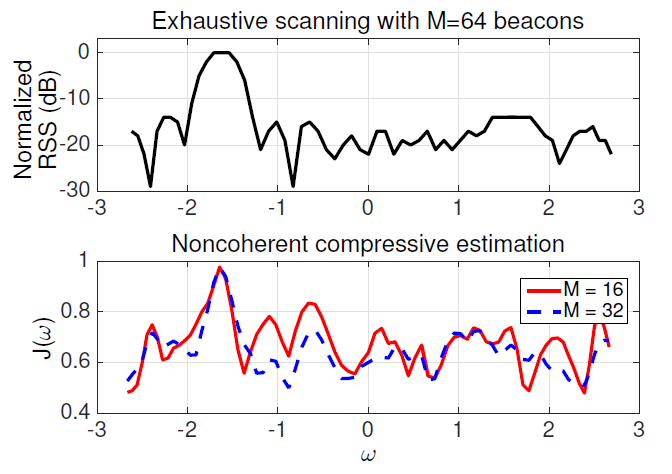 Exhaustive scanning with M=64 beacons
Normalized
RSS (dB)
0
-10
-20
-30
-3 -2 -1 0 1 2 3
Noncoherent compressive estimation
J(ω)
1
0.8
0.6
0.4
M = 16
M = 32
-3 -2 -1 0 1 2 3
ω